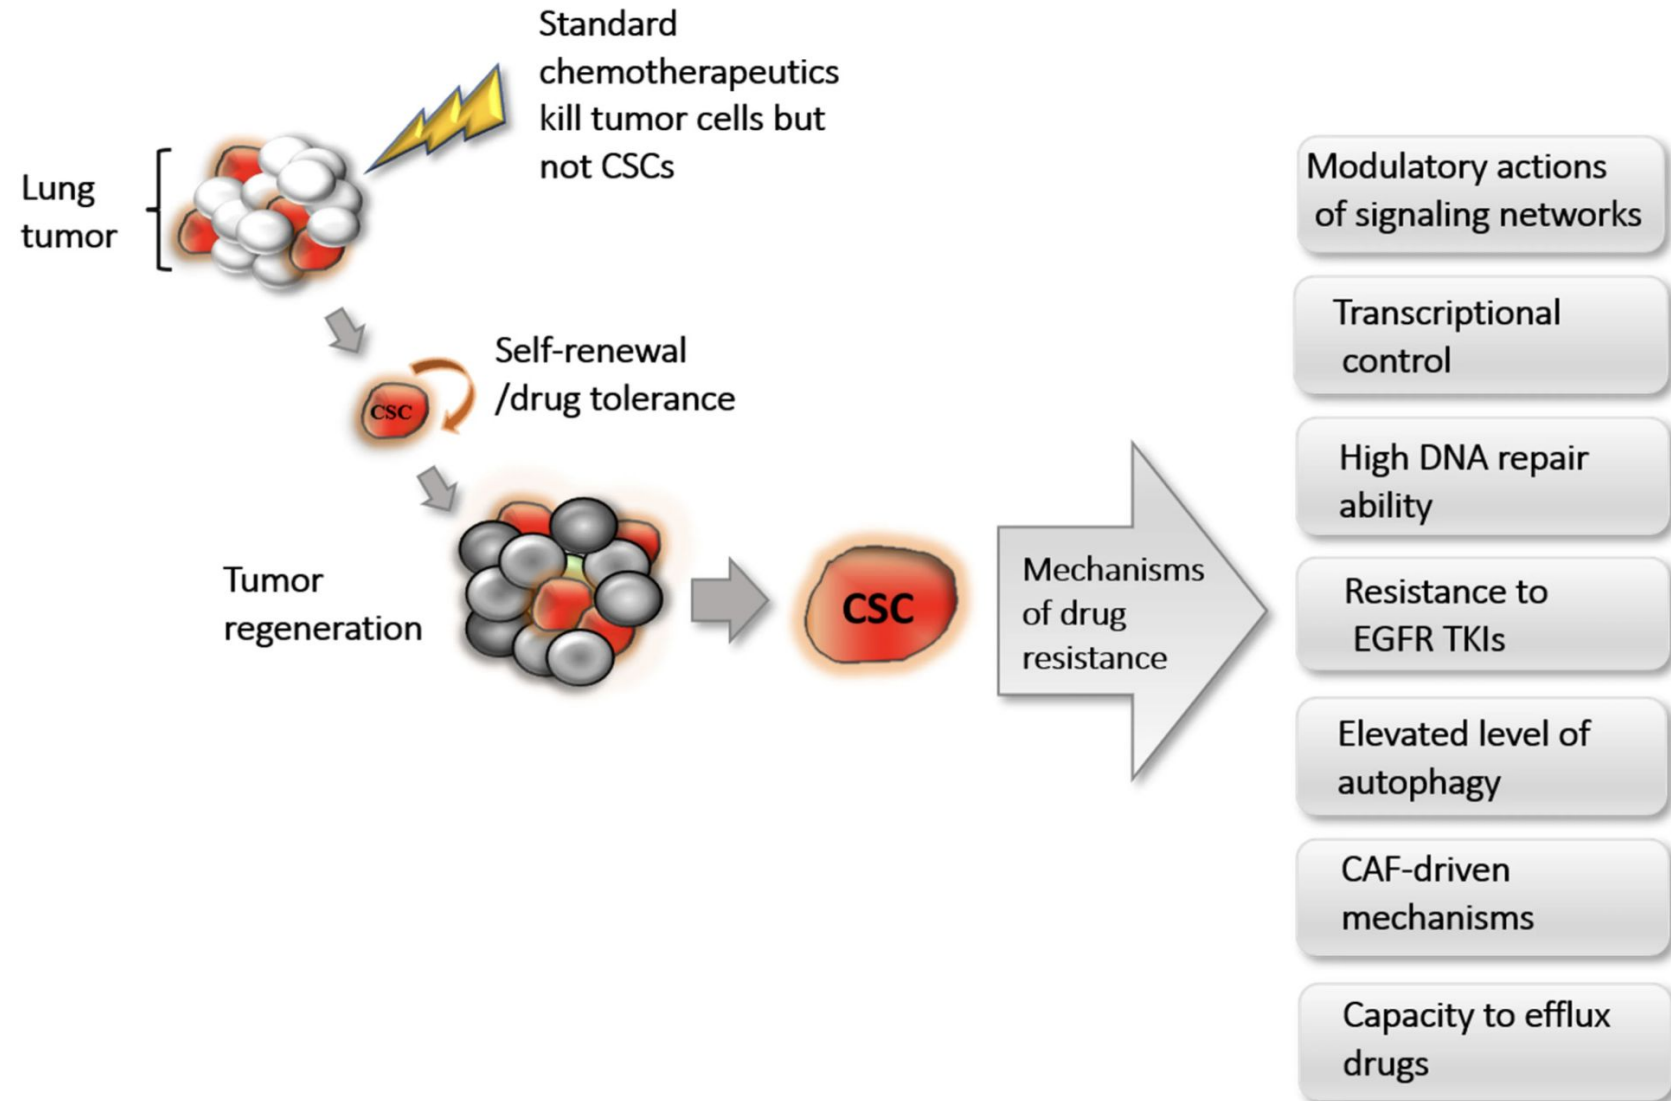 Standard
chemotherapeutics
kill tumor cells but
not CSCs
Lung
tumor
CSC
Self-renewal
/drug tolerance
Tumor
regeneration
CSC
Mechanisms
of drug
resistance
Modulatory actions
of signaling networks
Transcriptional
control
High DNA repair
ability
Resistance to
EGFR TKIs
Elevated level of
autophagy
CAF-driven
mechanisms
Capacity to efflux
drugs